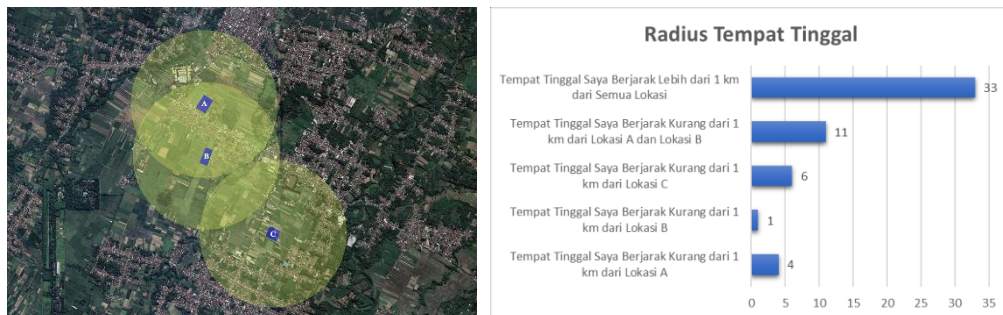 A
B
C
Radius Tempat Tinggal
Tempat Tinggal Saya Berjarak Lebih dari 1 km
dari Semua Lokasi
33
Tempat Tinggal Saya Berjarak Kurang dari 1
km dari Lokasi A dan Lokasi B
11
Tempat Tinggal Saya Berjarak Kurang dari 1
km dari Lokasi C
6
Tempat Tinggal Saya Berjarak Kurang dari 1
km dari Lokasi B
1
Tempat Tinggal Saya Berjarak Kurang dari 1
km dari Lokasi A
4
0 5 10 15 20 25 30 35